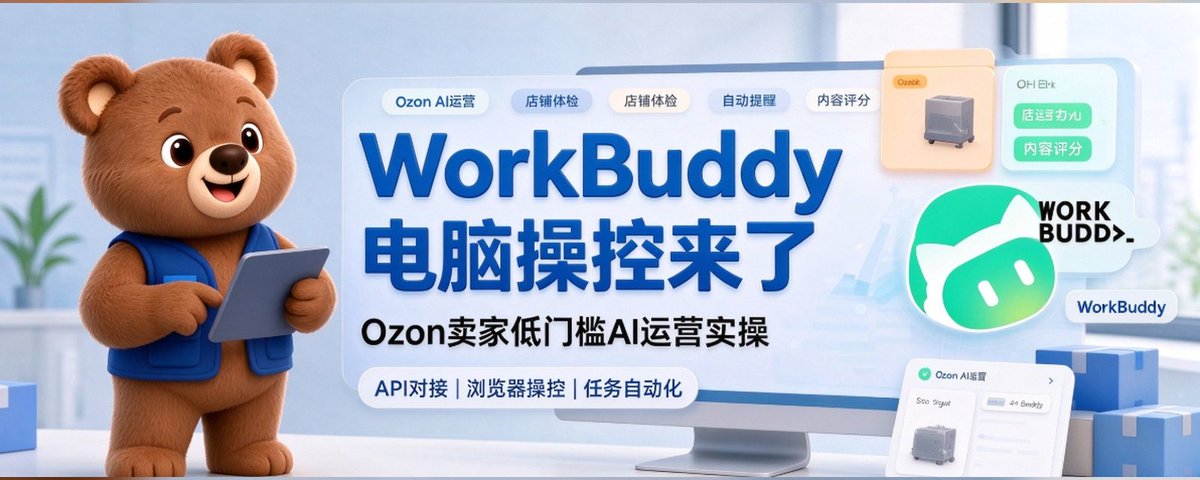 Ozon AI运营
店铺体检
店铺体检
自动提醒
内容评分
WorkBuddy
电脑操控来了
Ozon卖家低门槛AI运营实操
API对接 | 浏览器操控 | 任务自动化
内容评分
WORK
BUDD>_
WorkBuddy
Ozon AI运营